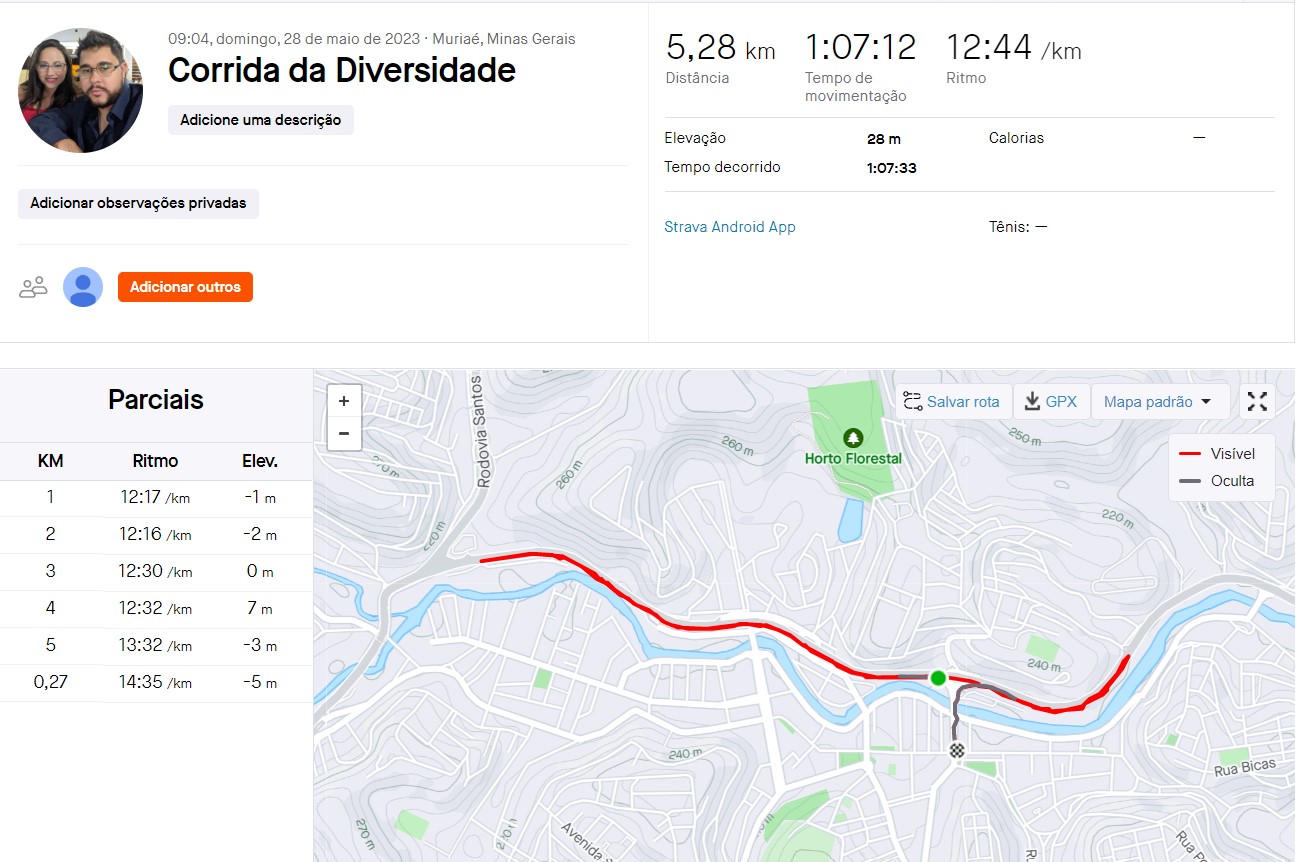 09:04, domingo, 28 de maio de 2023 · Muriaé, Minas Gerais
Corrida da Diversidade
Adicione uma descrição
Adicionar observações privadas
Adicionar outros
5,28 km
Distância
1:07:12
Tempo de
movimentação
12:44 /km
Ritmo
Elevação 28 m Calorias —
Tempo decorrido 1:07:33
Strava Android App Tênis: —
Parciais
KM Ritmo Elev.
1 12:17 /km -1 m
2 12:16 /km -2 m
3 12:30 /km 0 m
4 12:32 /km 7 m
5 13:32 /km -3 m
0,27 14:35 /km -5 m
+
−
Salvar rota
GPX
Mapa padrão
Visível
Oculta
Rodovia Santos
Horto Florestal
260 m
260 m
250 m
220 m
220 m
240 m
240 m
270 m
Rua Bicas
Avenida